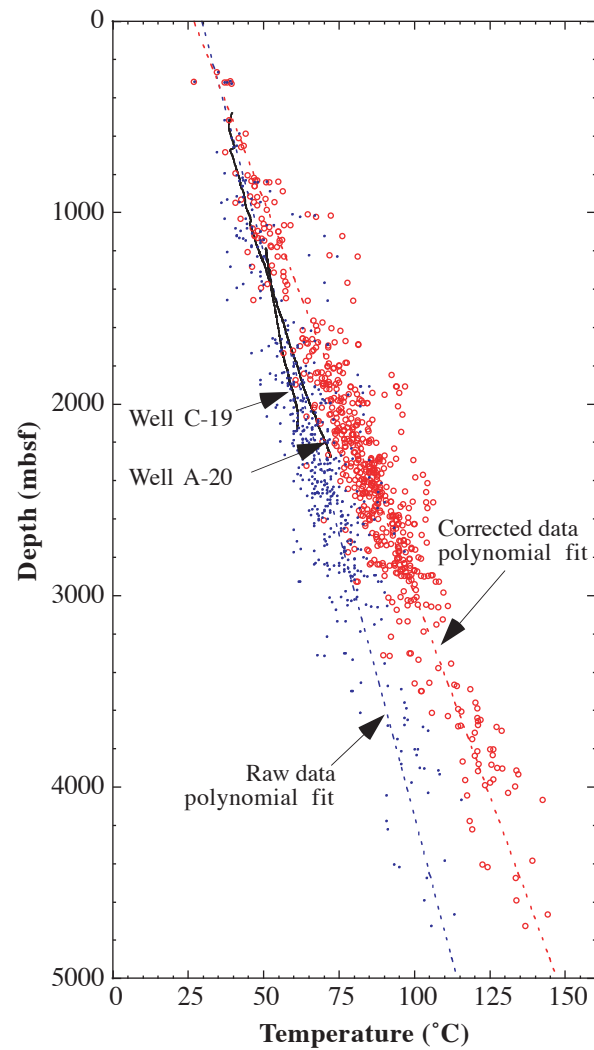 0
1000
2000
3000
4000
5000
Depth (mbsf)
Well C-19
Well A-20
Corrected data
polynomial fit
Raw data
polynomial fit
0 25 50 75 100 125 150
Temperature (˚C)